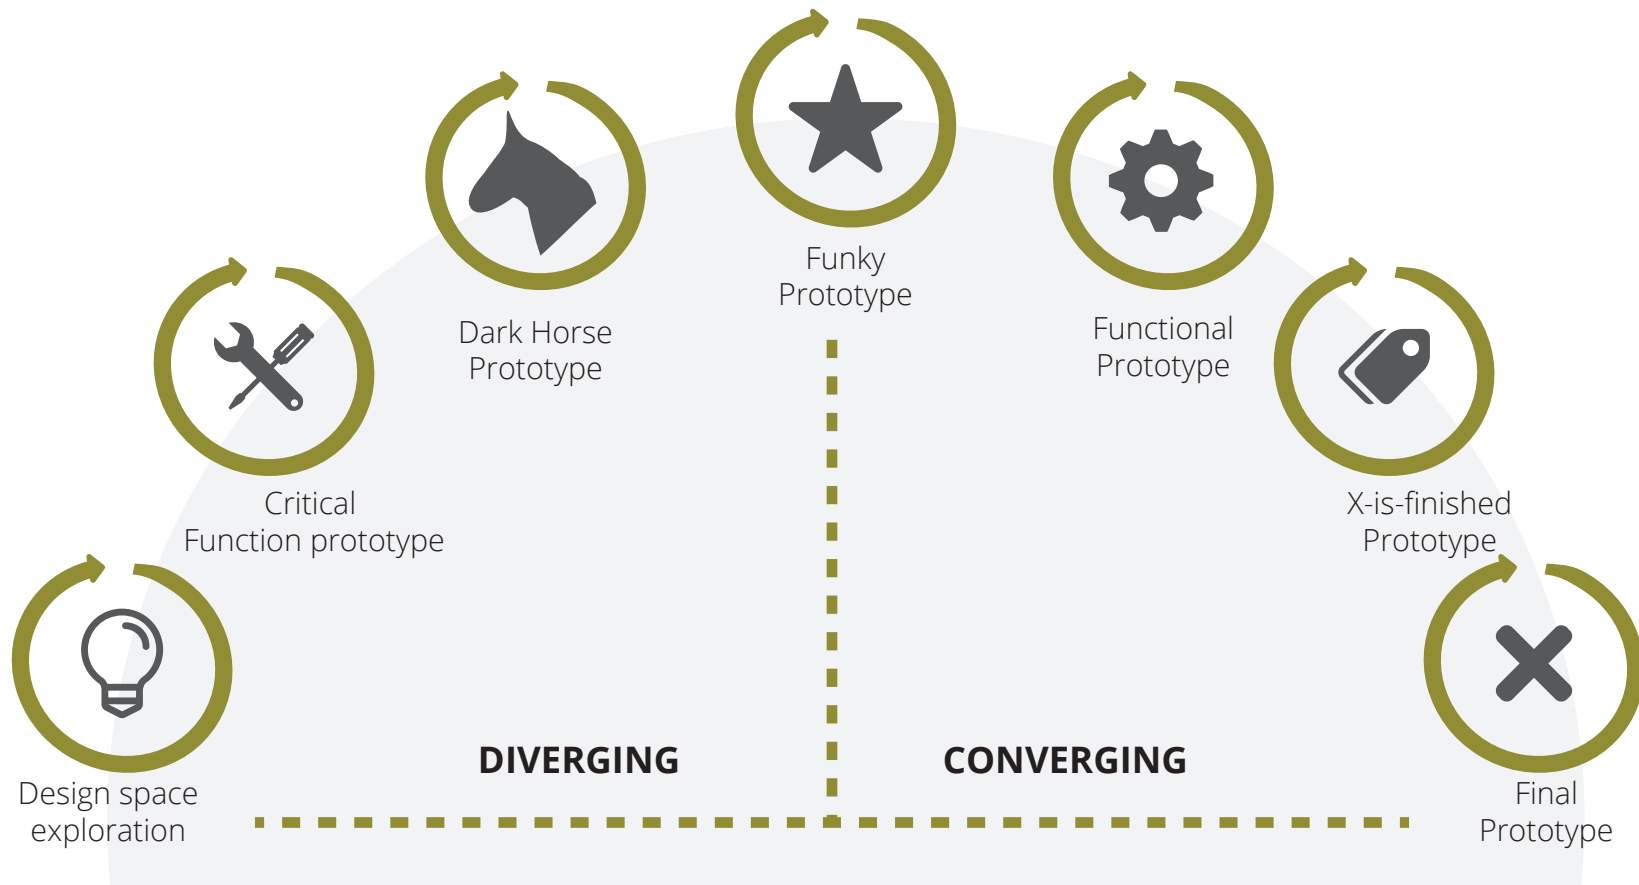 Funky
Prototype
Dark Horse
Prototype
Functional
Prototype
Critical
Function prototype
X-is-finished
Prototype
DIVERGING
CONVERGING
Design space
exploration
Final
Prototype